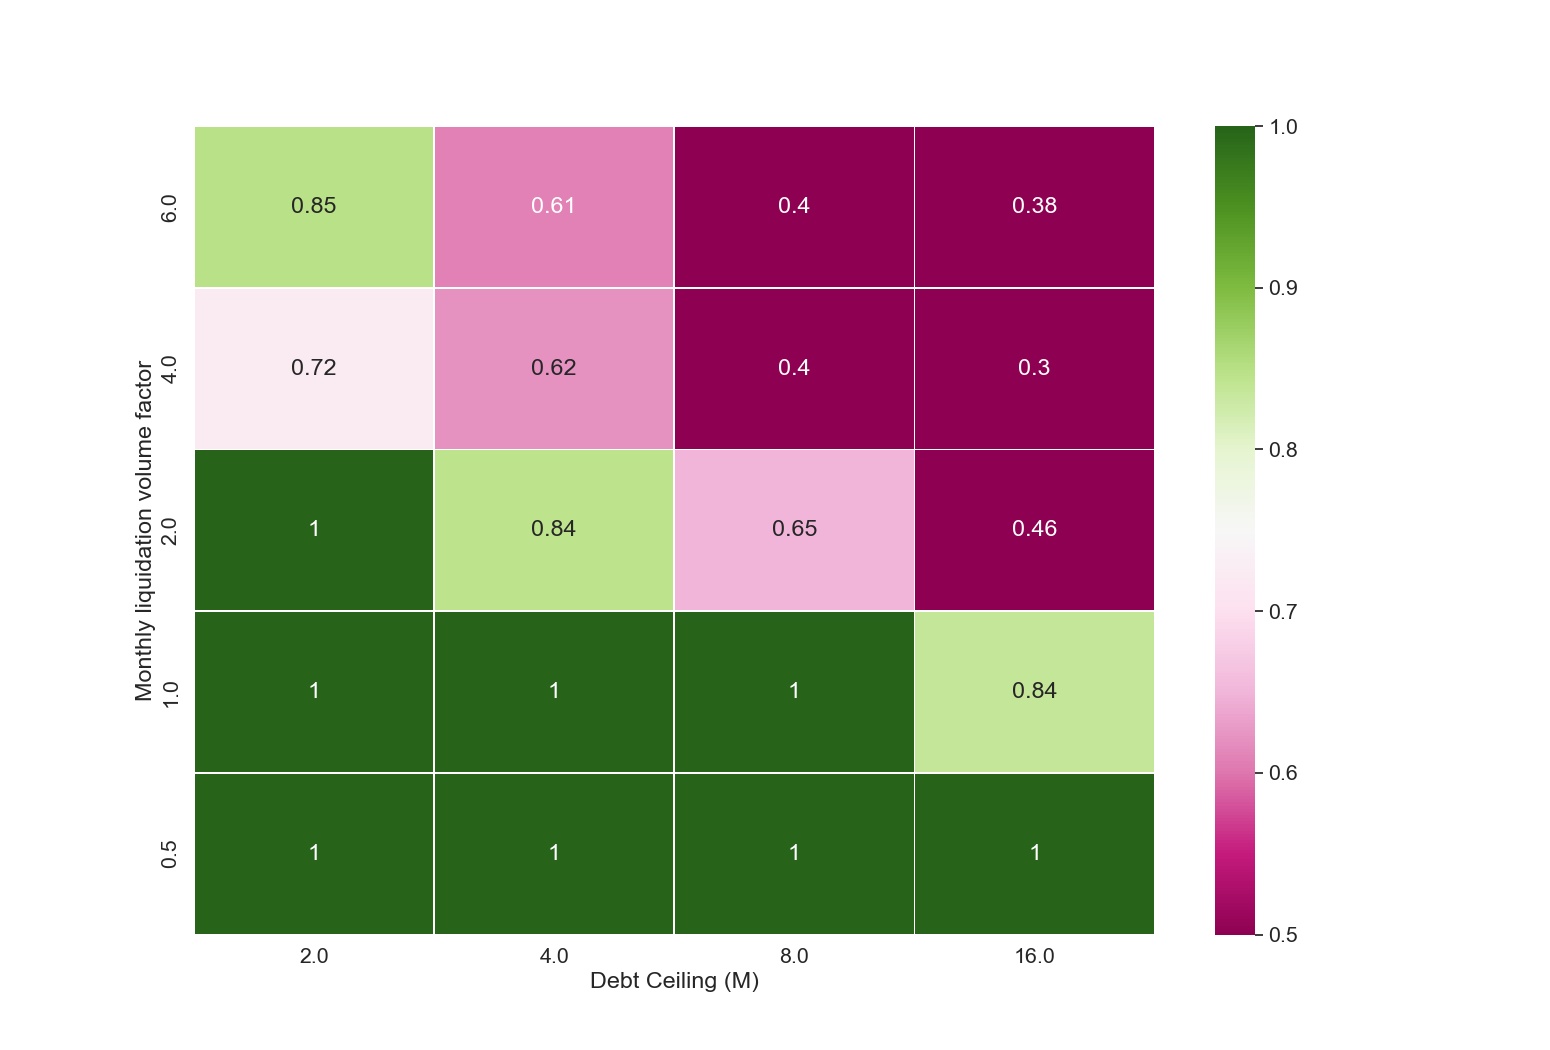 6.0 0.85 0.61 0.4 0.38
4.0 0.72 0.62 0.4 0.3
2.0 1 0.84 0.65 0.46
1.0 1 1 1 0.84
0.5 1 1 1 1
Monthly liquidation volume factor
2.0 4.0 8.0 16.0
Debt Ceiling (M)
1.0
0.9
0.8
0.7
0.6
0.5